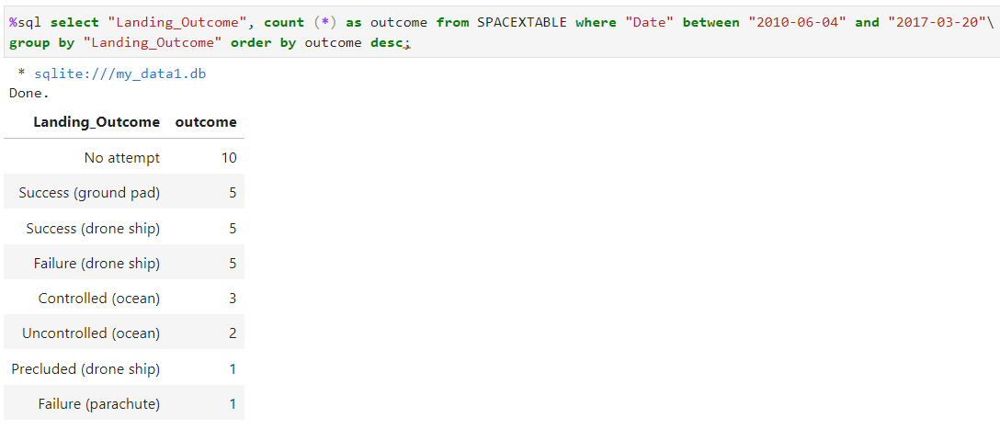 %sql select "Landing_Outcome", count (*) as outcome from SPACEXTABLE where "Date" between "2010-06-04" and "2017-03-20"\
group by "Landing_Outcome" order by outcome desc;
* sqlite:///my_data1.db
Done.
Landing_Outcome outcome
No attempt 10
Success (ground pad) 5
Success (drone ship) 5
Failure (drone ship) 5
Controlled (ocean) 3
Uncontrolled (ocean) 2
Precluded (drone ship) 1
Failure (parachute) 1